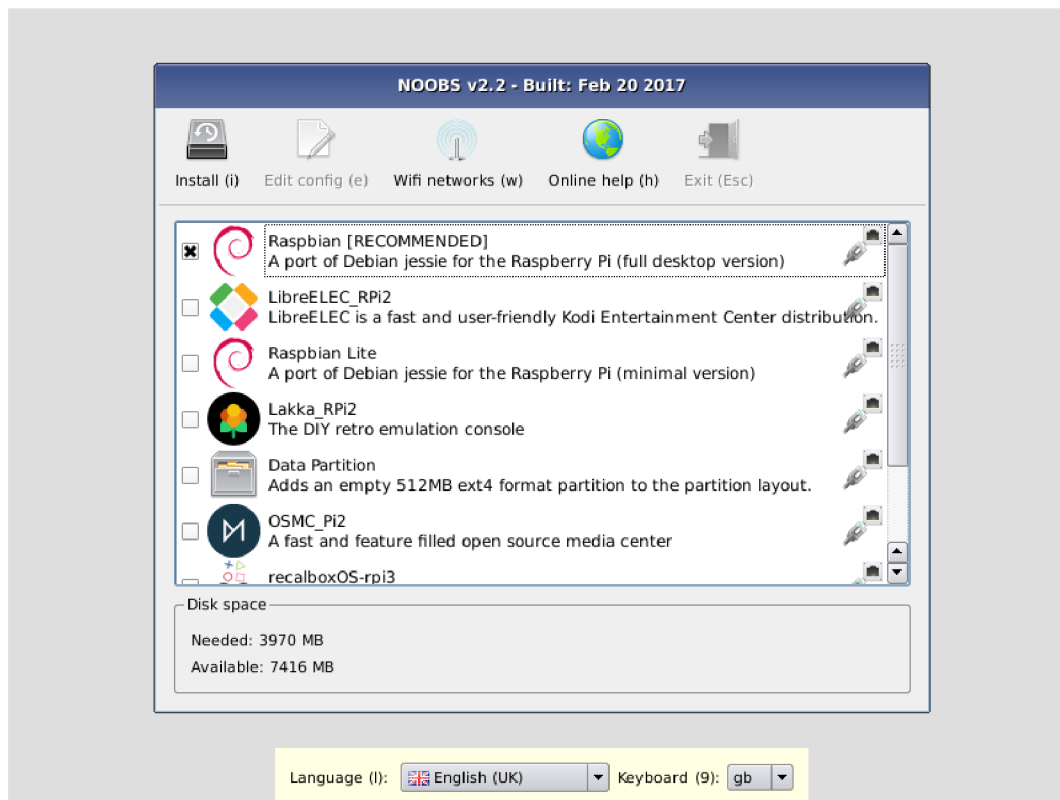 NOOBS v2.2 - Built: Feb 20 2017
Install (i) Edit config (e) Wifi networks (w) Online help (h) Exit (Esc)
Raspbian [RECOMMENDED]
A port of Debian jessie for the Raspberry Pi (full desktop version)
LibreELEC_RPi2
LibreELEC is a fast and user-friendly Kodi Entertainment Center distribution.
Raspbian Lite
A port of Debian jessie for the Raspberry Pi (minimal version)
Lakka_RPi2
The DIY retro emulation console
Data Partition
Adds an empty 512MB ext4 format partition to the partition layout.
OSMC_Pi2
A fast and feature filled open source media center
recalboxOS-rpi3
Disk space
Needed: 3970 MB
Available: 7416 MB
Language (l): English (UK) Keyboard (9): gb